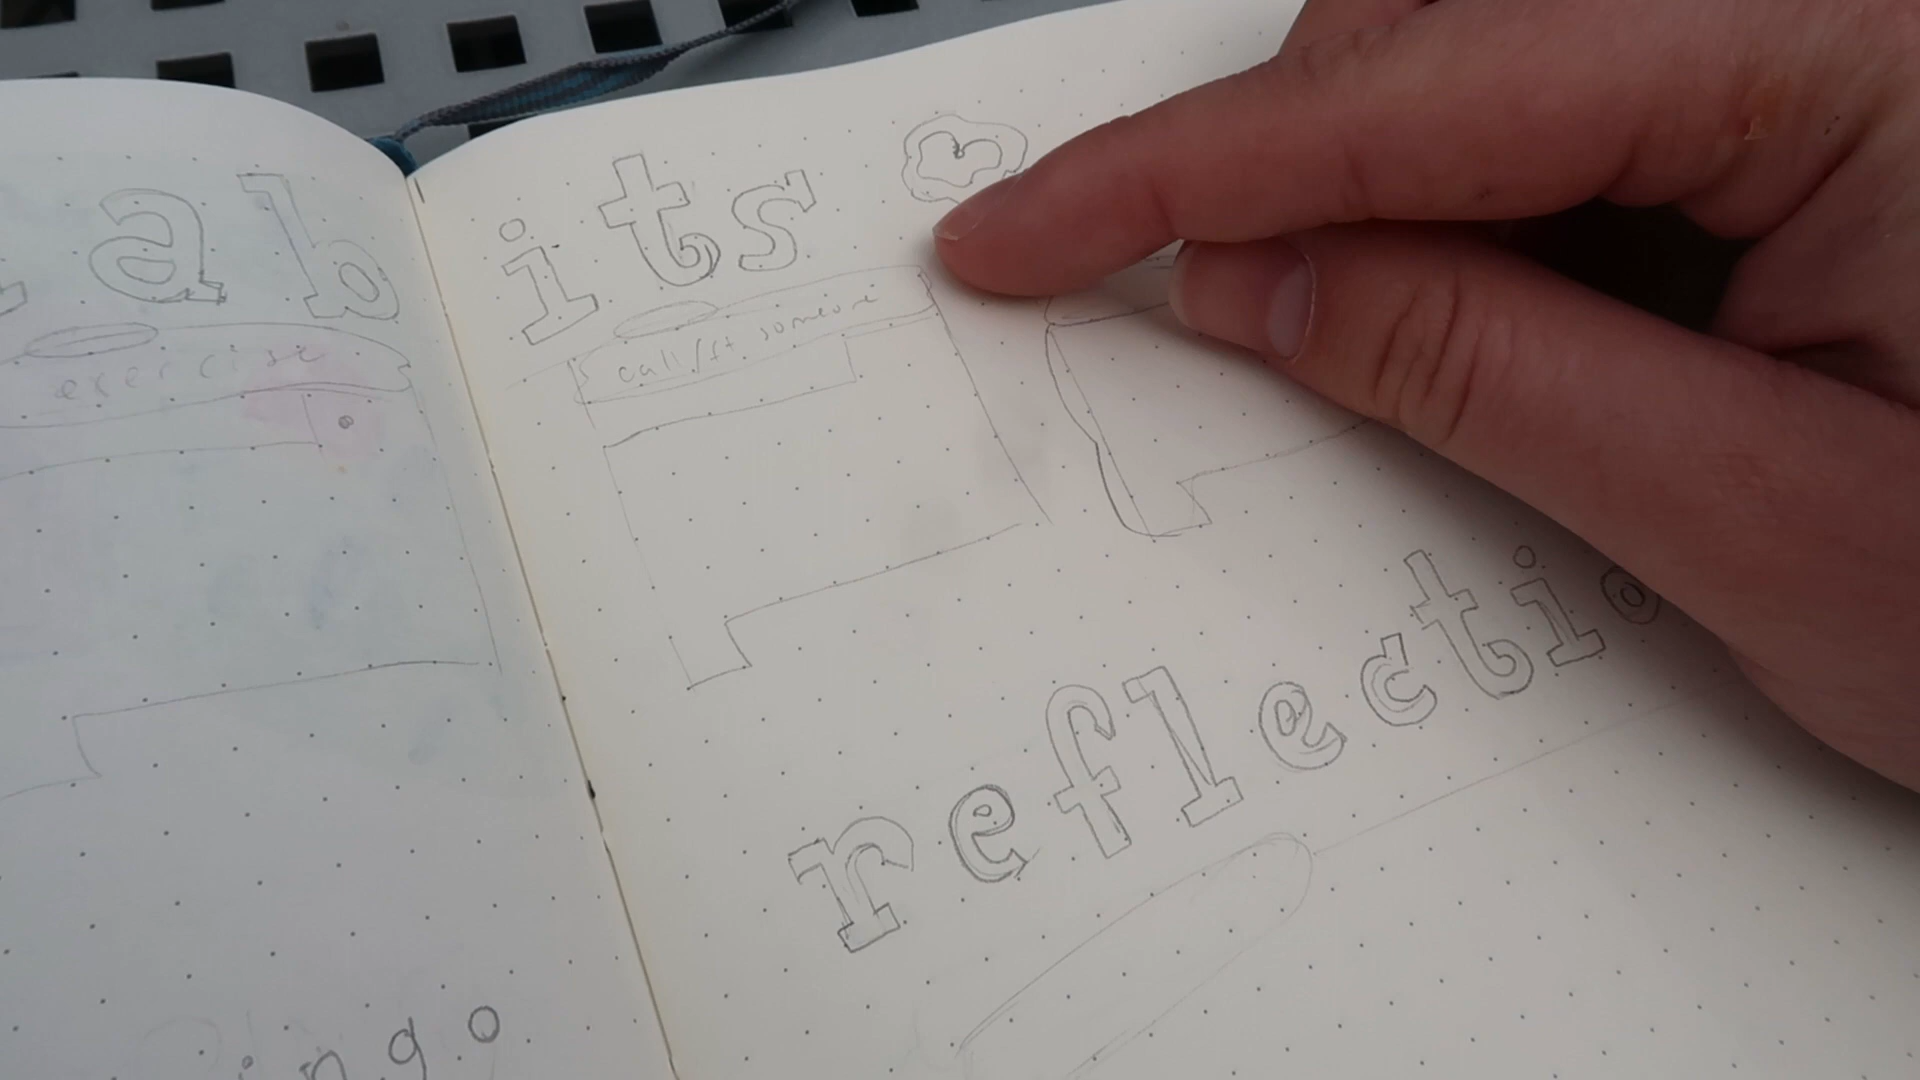 ab
exercise
ingo
its
call/ft someone
reflectio